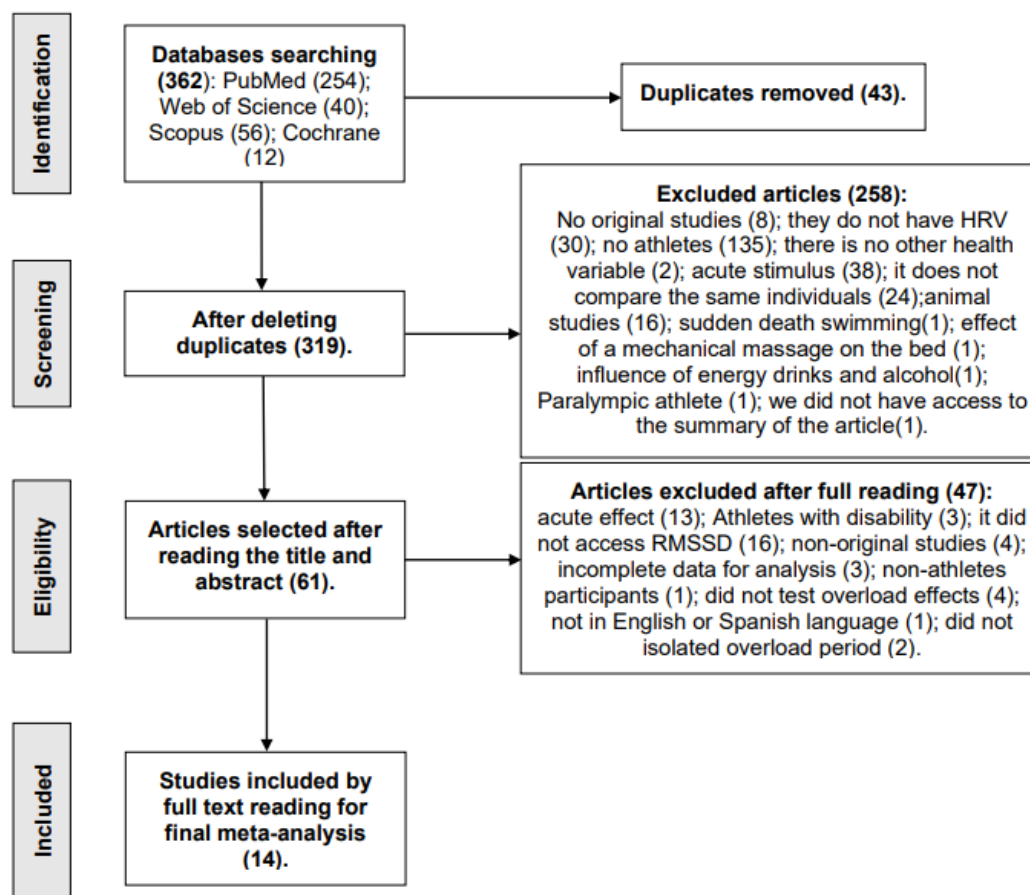 Identification
Databases searching
(362): PubMed (254);
Web of Science (40);
Scopus (56); Cochrane
(12)
Duplicates removed (43).
Screening
After deleting
duplicates (319).
Excluded articles (258):
No original studies (8); they do not have HRV
(30); no athletes (135); there is no other health
variable (2); acute stimulus (38); it does not
compare the same individuals (24);animal
studies (16); sudden death swimming(1); effect
of a mechanical massage on the bed (1);
influence of energy drinks and alcohol(1);
Paralympic athlete (1); we did not have access to
the summary of the article(1).
Eligibility
Articles selected after
reading the title and
abstract (61).
Articles excluded after full reading (47):
acute effect (13); Athletes with disability (3); it did
not access RMSSD (16); non-original studies (4);
incomplete data for analysis (3); non-athletes
participants (1); did not test overload effects (4);
not in English or Spanish language (1); did not
isolated overload period (2).
Included
Studies included by
full text reading for
final meta-analysis
(14).